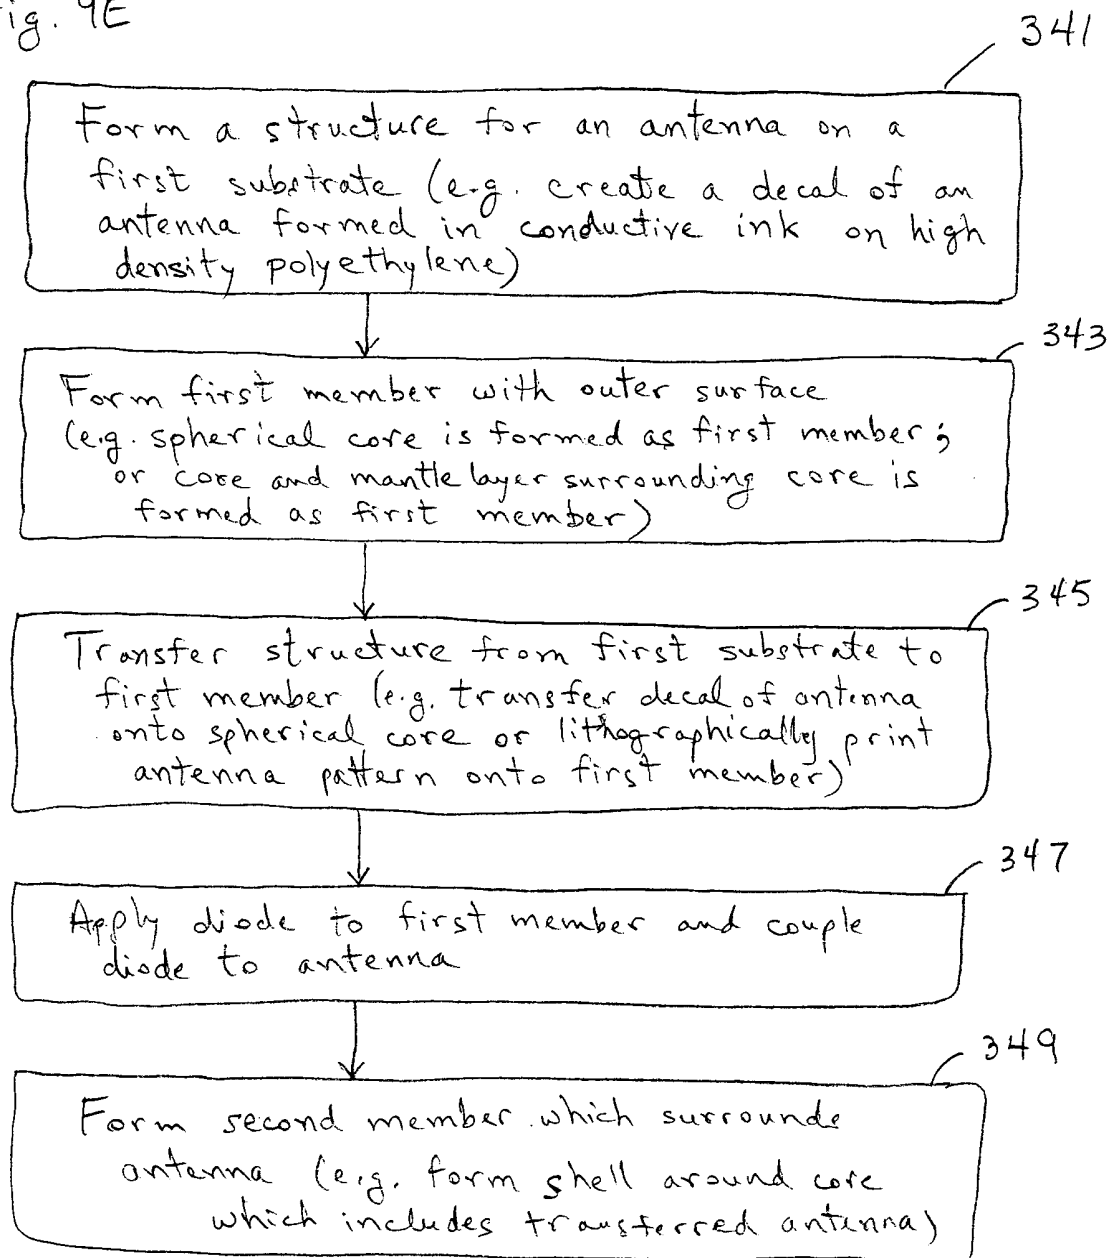 ig. 9E
341
Form a structure for an antenna on a
first substrate (e.g. create a decal of an
antenna formed in conductive ink on high
density polyethylene)
343
Form first member with outer surface
(e.g. spherical core is formed as first member;
or core and mantle layer surrounding core is
formed as first member)
345
Transfer structure from first substrate to
first member (e.g. transfer decal of antenna
onto spherical core or lithographically print
antenna pattern onto first member)
347
Apply diode to first member and couple
diode to antenna
349
Form second member which surrounds
antenna (e.g. form shell around core
which includes transferred antenna)